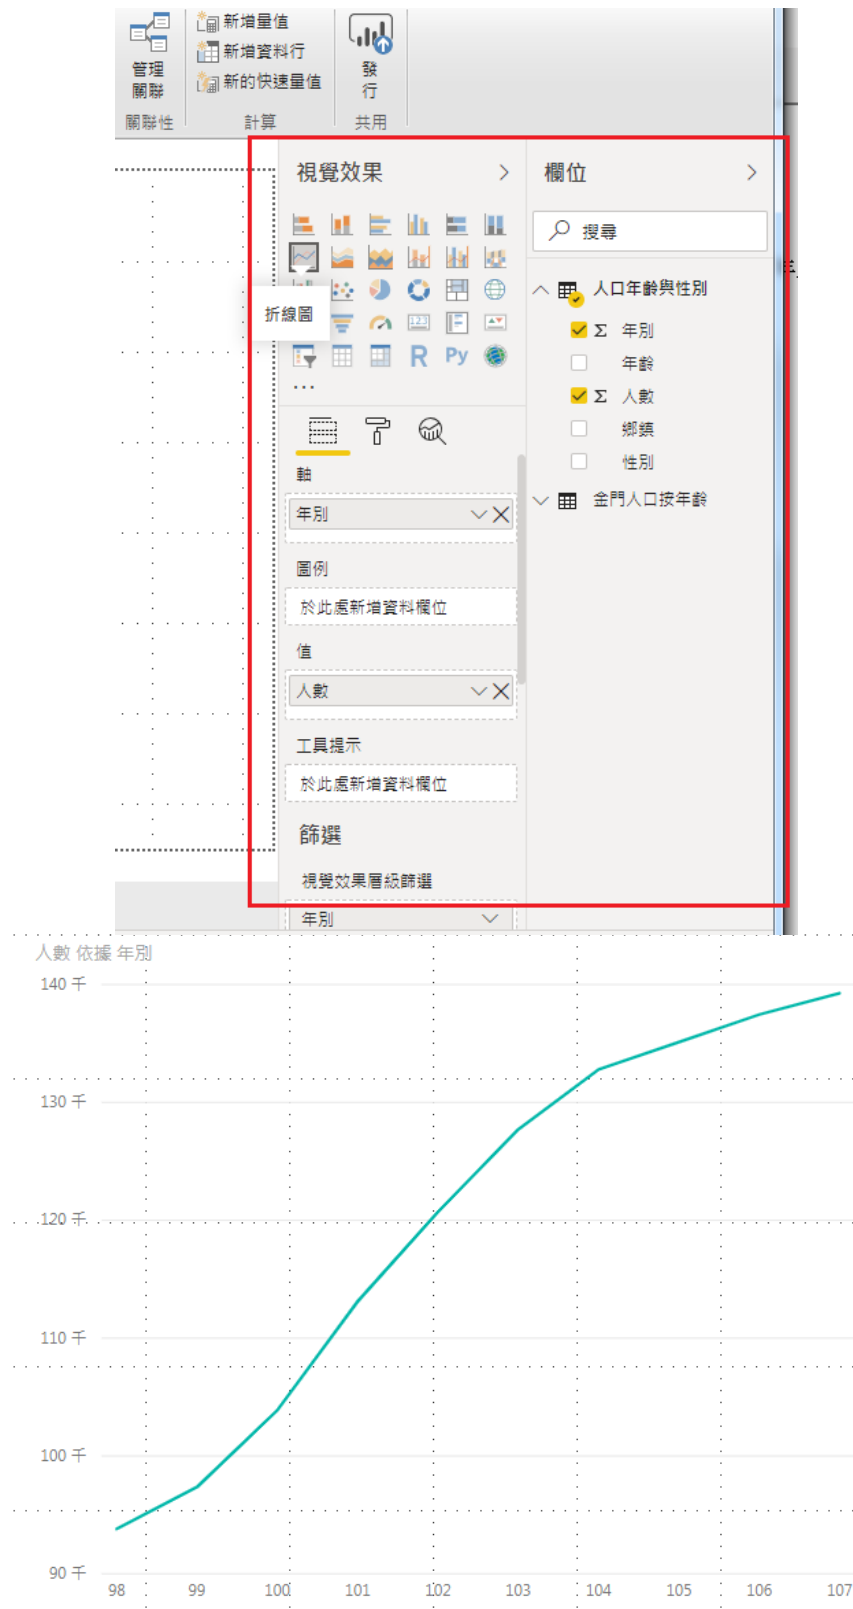 新增量值
新增資料行
新的快速量值
管理
關聯
發
行
關聯性
計算
共用
視覺效果
折線圖
123
R
Py
...
軸
年別
圖例
於此處新增資料欄位
值
人數
工具提示
於此處新增資料欄位
篩選
視覺效果層級篩選
年別
欄位
搜尋
人口年齡與性別
Σ 年別
年齡
Σ 人數
鄉鎮
性別
金門人口按年齡
人數 依據 年別
140 千
130 千
120 千
110 千
100 千
90 千
98 99 100 101 102 103 104 105 106 107